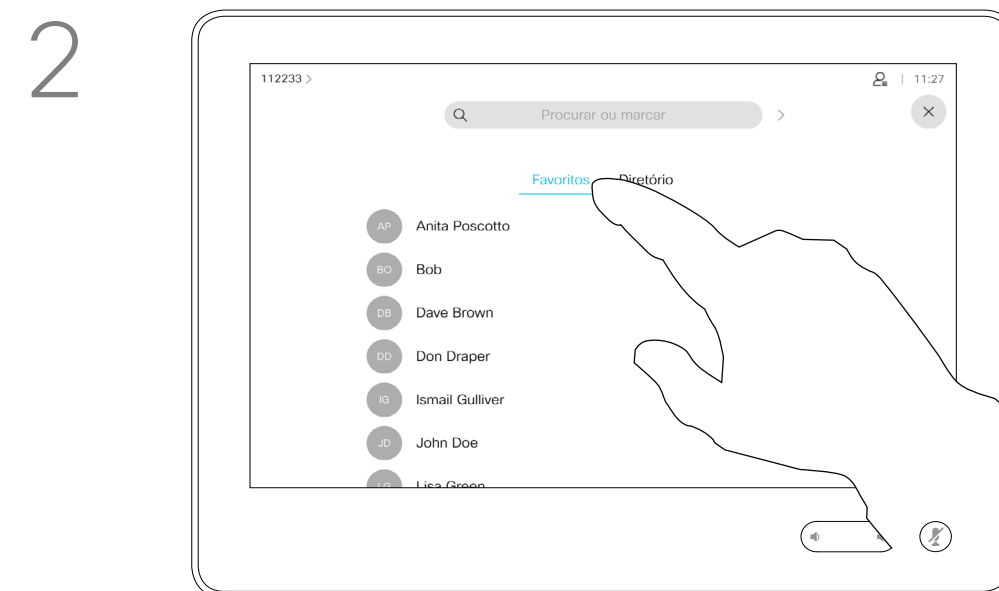 2
112233 >
11:27
Procurar ou marcar
Favoritos Diretório
AP Anita Poscotto
BO Bob
DB Dave Brown
DD Don Draper
IG Ismail Gulliver
JD John Doe
LG Lisa Green